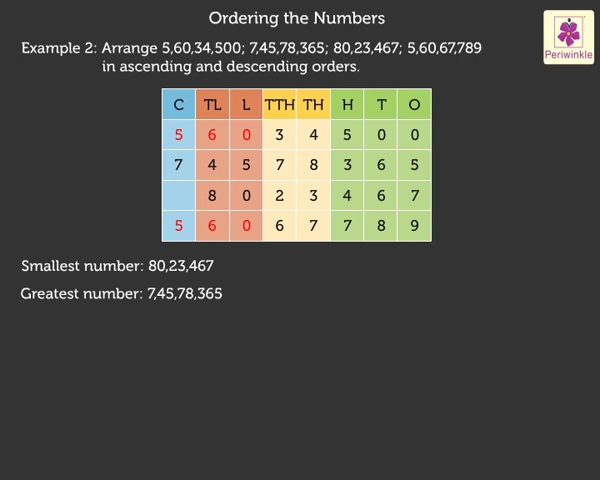 Ordering the Numbers
Periwinkle
Example 2: Arrange 5,60,34,500; 7,45,78,365; 80,23,467; 5,60,67,789
in ascending and descending orders.
C TL L TTH TH H T O
5 6 0 3 4 5 0 0
7 4 5 7 8 3 6 5
8 0 2 3 4 6 7
5 6 0 6 7 7 8 9
Smallest number: 80,23,467
Greatest number: 7,45,78,365